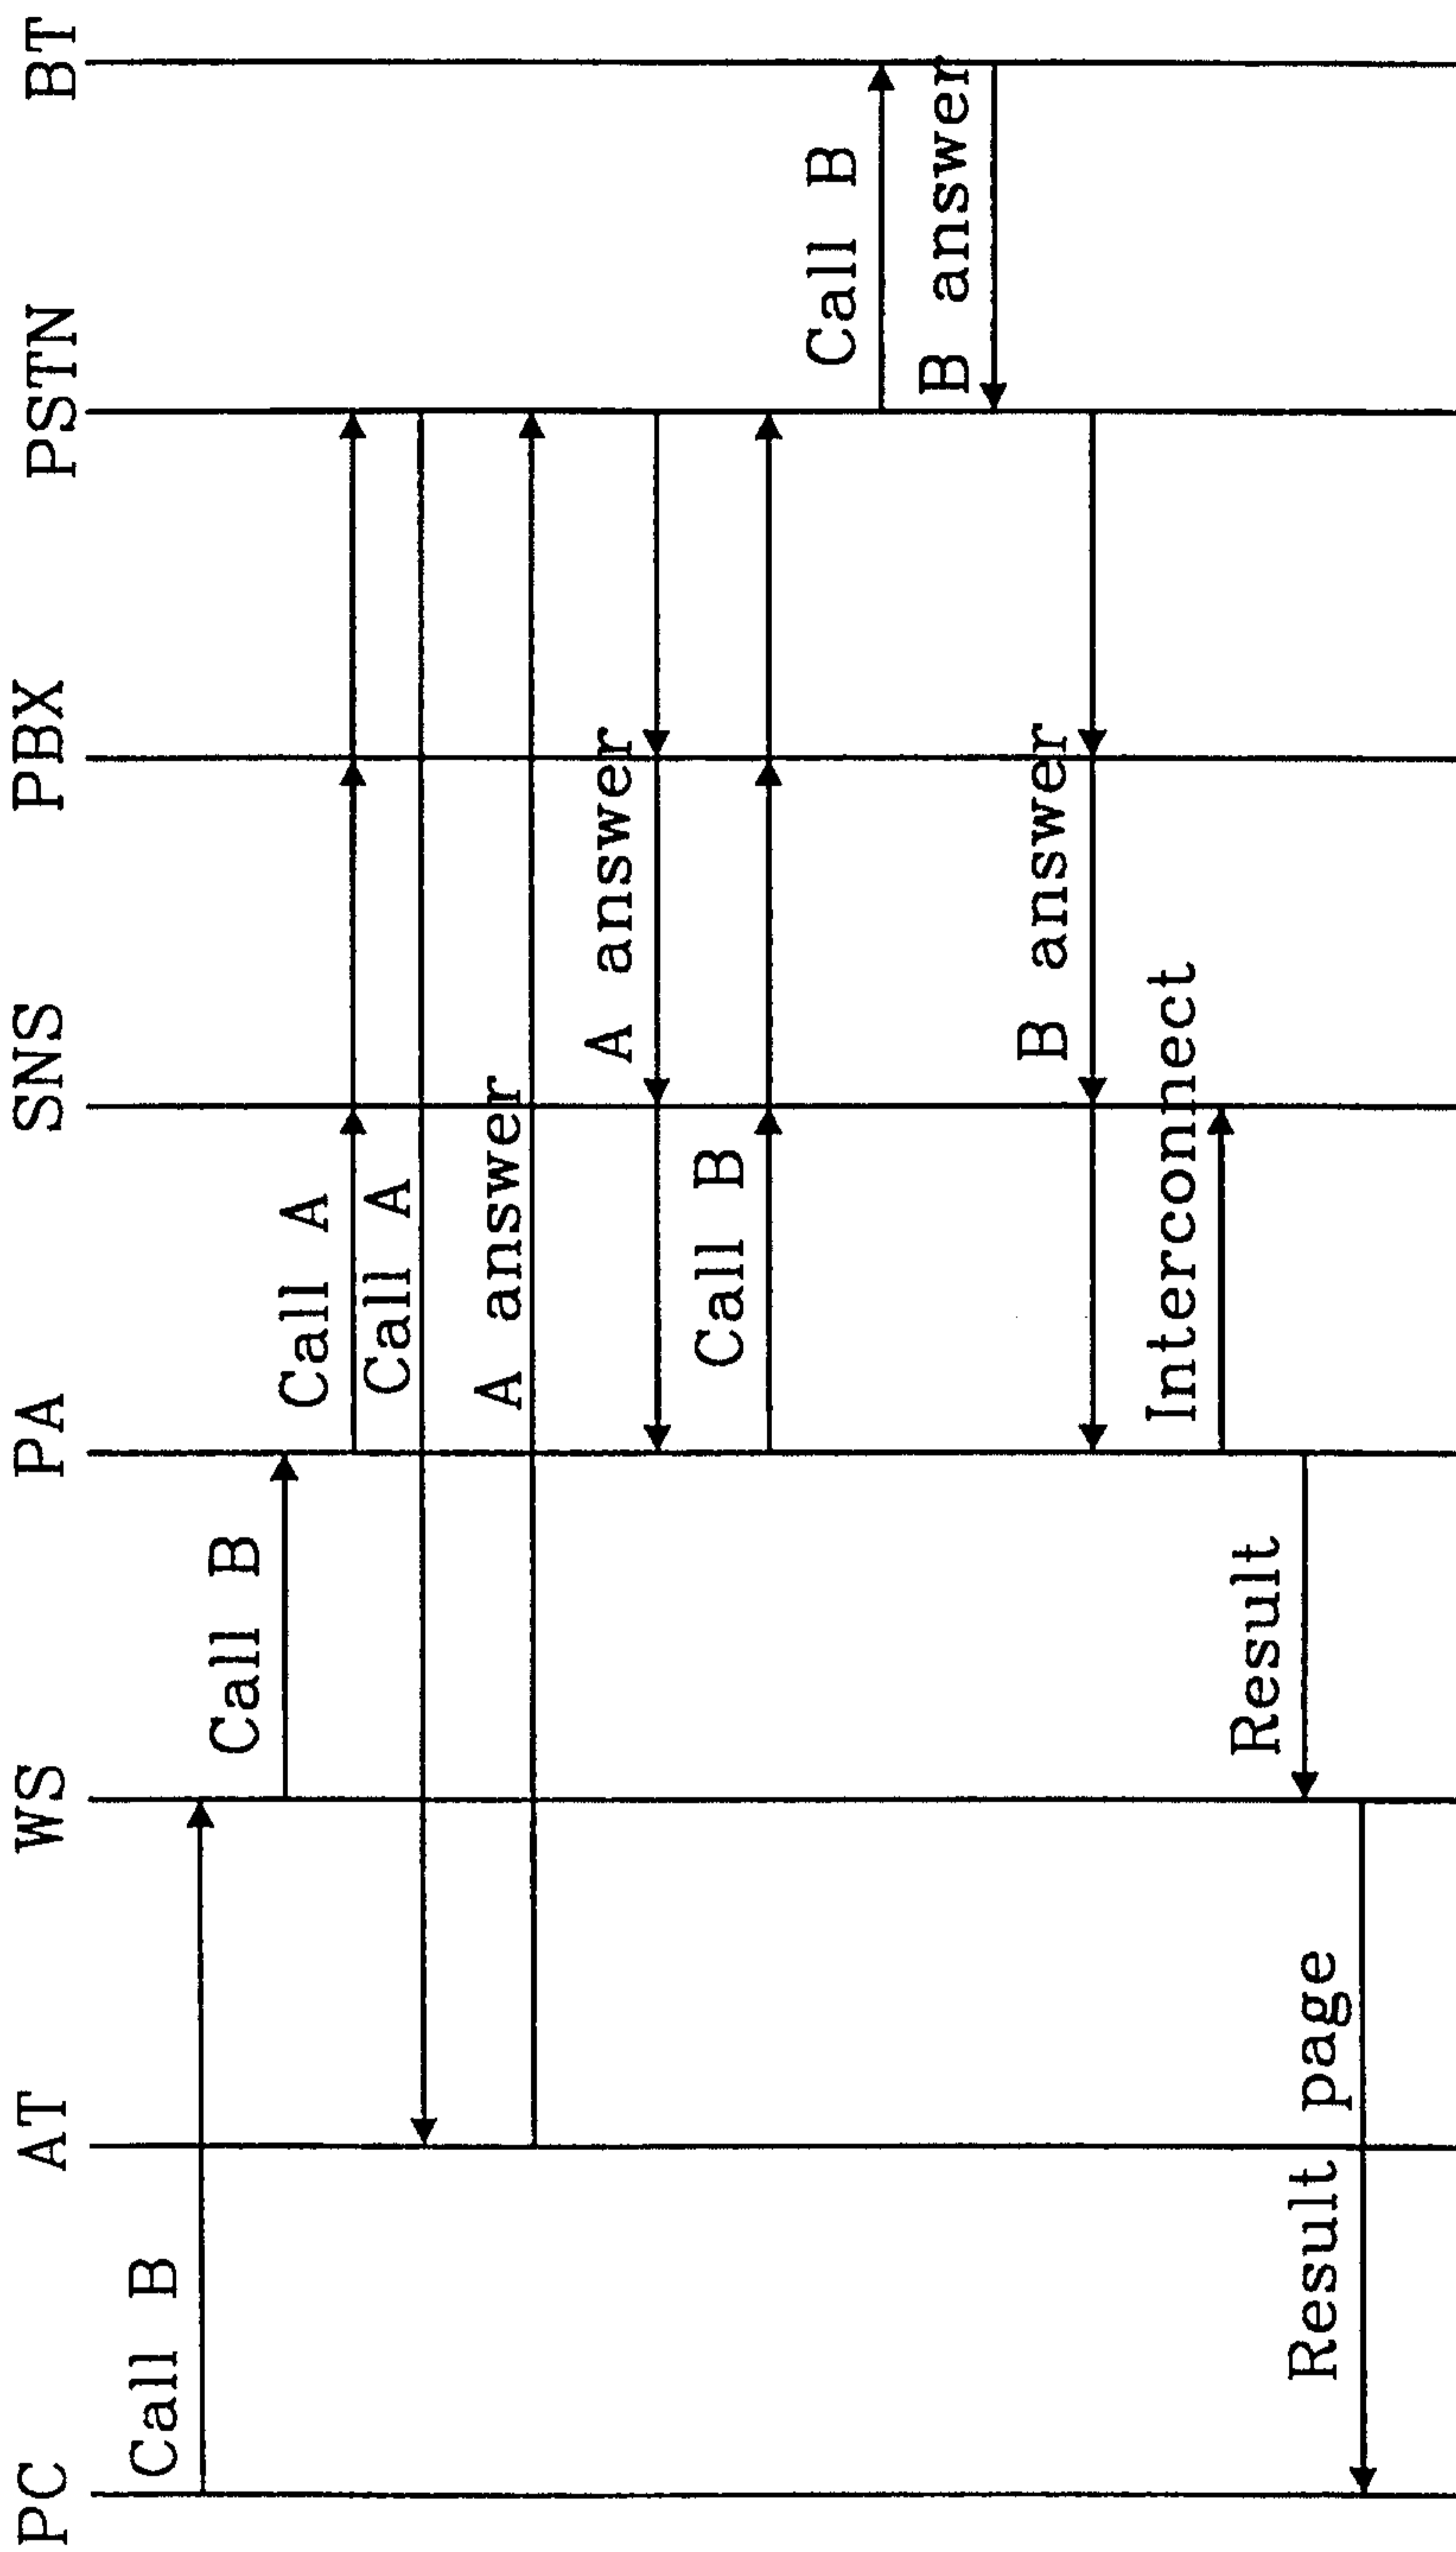 PC
AT
WS
PA
SNS
PBX
PSTN
BT
Call B
Call B
Call A
Call A
A answer
A answer
Call B
Call B
B answer
B answer
Interconnect
Result
Result page